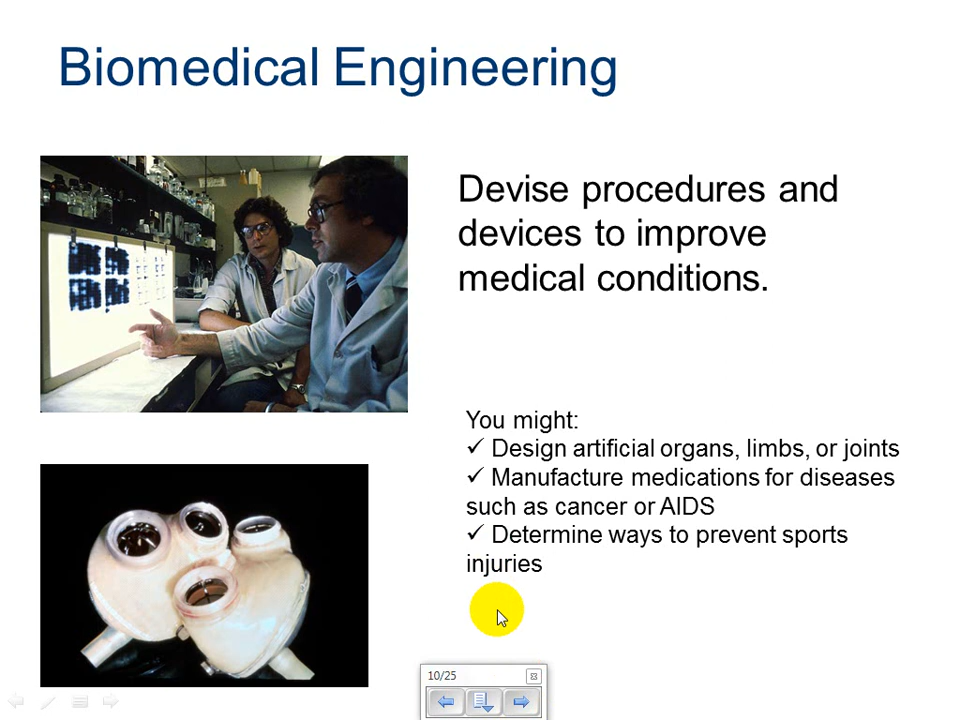 Biomedical Engineering
Devise procedures and
devices to improve
medical conditions.
You might:
✓ Design artificial organs, limbs, or joints
✓ Manufacture medications for diseases
such as cancer or AIDS
✓ Determine ways to prevent sports
injuries
10/25